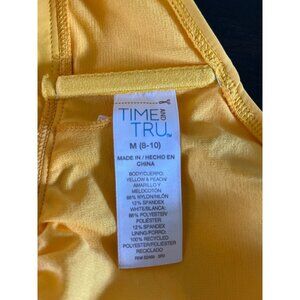 TIME AND
TRU
M (8-10)
MADE IN / HECHO EN
CHINA
BODY/CUERPO:
YELLOW & PEACH/
AMARILLO Y
MELOCOTÓN
88% NYLON/NILÓN
12% SPANDEX
WHITE/BLANCA:
88% POLYESTER/
POLIÉSTER
12% SPANDEX
LINING/FORRO:
100% RECYCLED
POLYESTER/POLIÉSTER
RECICLADO